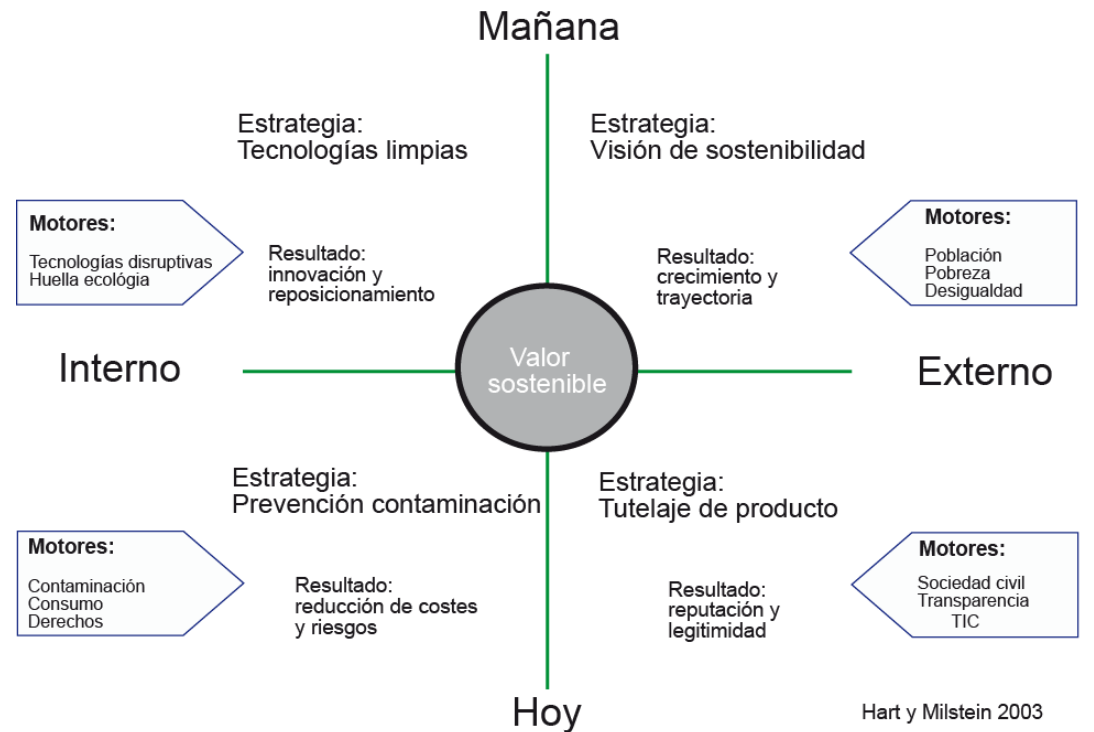 Mañana
Estrategia:
Tecnologías limpias
Estrategia:
Visión de sostenibilidad
Motores:
Tecnologías disruptivas
Huella ecológia
Resultado:
innovación y
reposicionamiento
Resultado:
crecimiento y
trayectoria
Motores:
Población
Pobreza
Desigualdad
Interno
Valor
sostenible
Externo
Estrategia:
Prevención contaminación
Estrategia:
Tutelaje de producto
Motores:
Contaminación
Consumo
Derechos
Resultado:
reducción de costes
y riesgos
Resultado:
reputación y
legitimidad
Motores:
Sociedad civil
Transparencia
TIC
Hoy
Hart y Milstein 2003